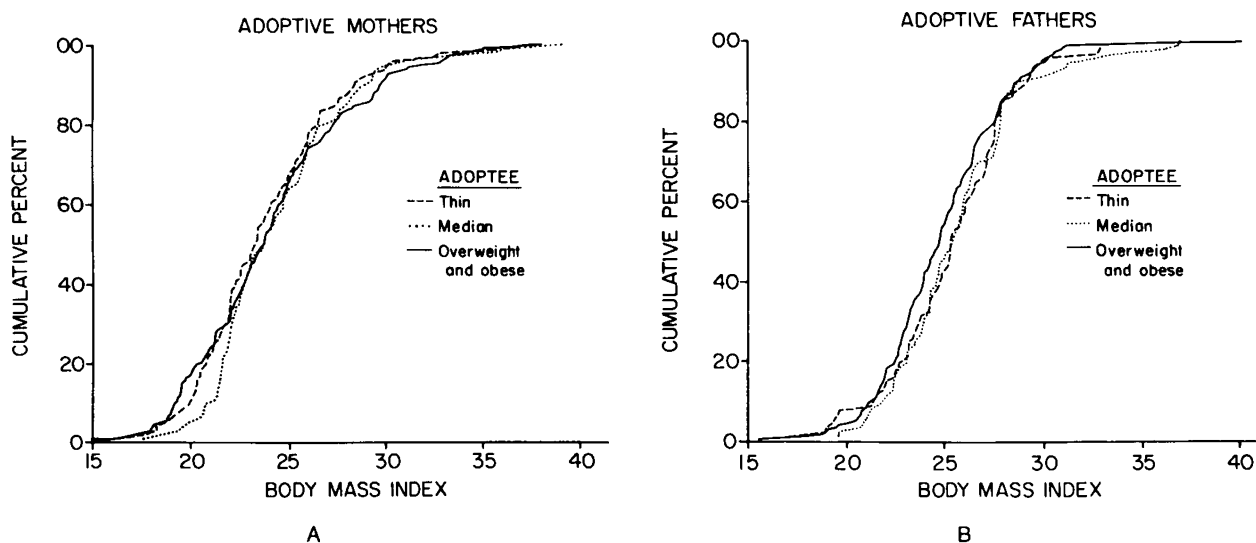 ADOPTIVE MOTHERS
00
80
60
40
20
0
CUMULATIVE PERCENT
15 20 25 30 35 40
BODY MASS INDEX
ADOPTEE
Thin
Median
Overweight
and obese
A
ADOPTIVE FATHERS
00
80
60
40
20
0
CUMULATIVE PERCENT
15 20 25 30 35 40
BODY MASS INDEX
ADOPTEE
Thin
Median
Overweight
and obese
B